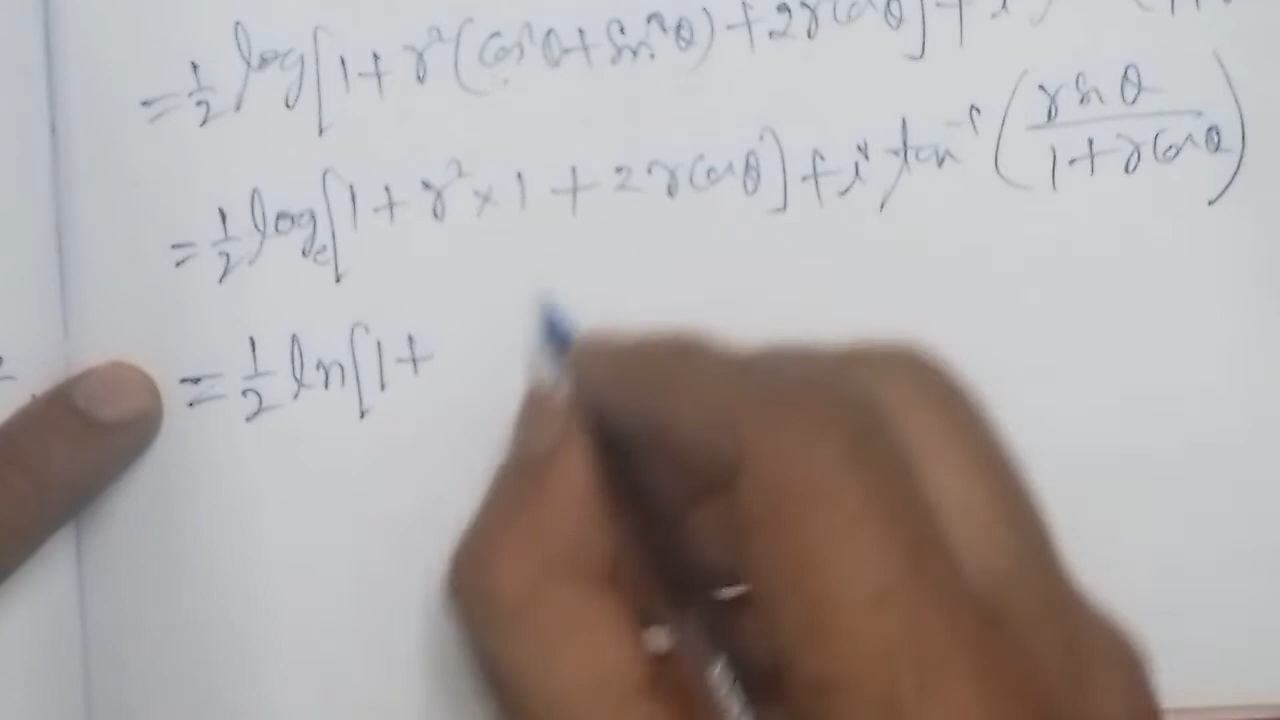 = 1/2 log[1 + r²(cos²θ + sin²θ) + 2r cosθ] + i
= 1/2 logₑ[1 + r² × 1 + 2r cosθ] + i tan⁻¹(r sin θ / 1 + r cosθ)
= 1/2 ln[1 +